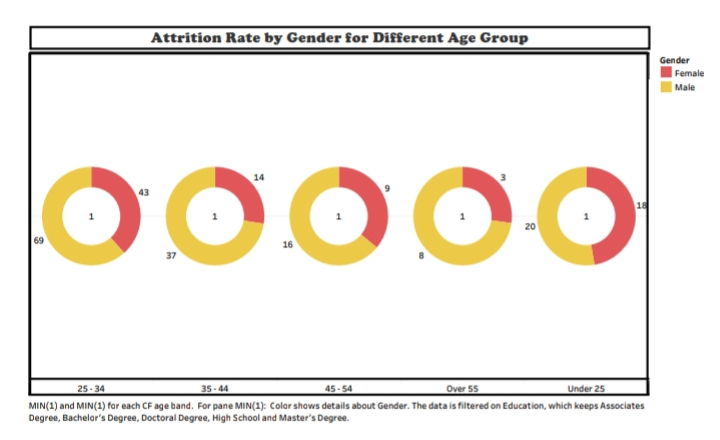 Attrition Rate by Gender for Different Age Group
Gender
Female
Male
43
69
1
14
37
1
9
16
1
3
8
1
18
20
1
25 - 34
35 - 44
45 - 54
Over 55
Under 25
MIN(1) and MIN(1) for each CF age band.  For pane MIN(1):  Color shows details about Gender. The data is filtered on Education, which keeps Associates
Degree, Bachelor's Degree, Doctoral Degree, High School and Master's Degree.